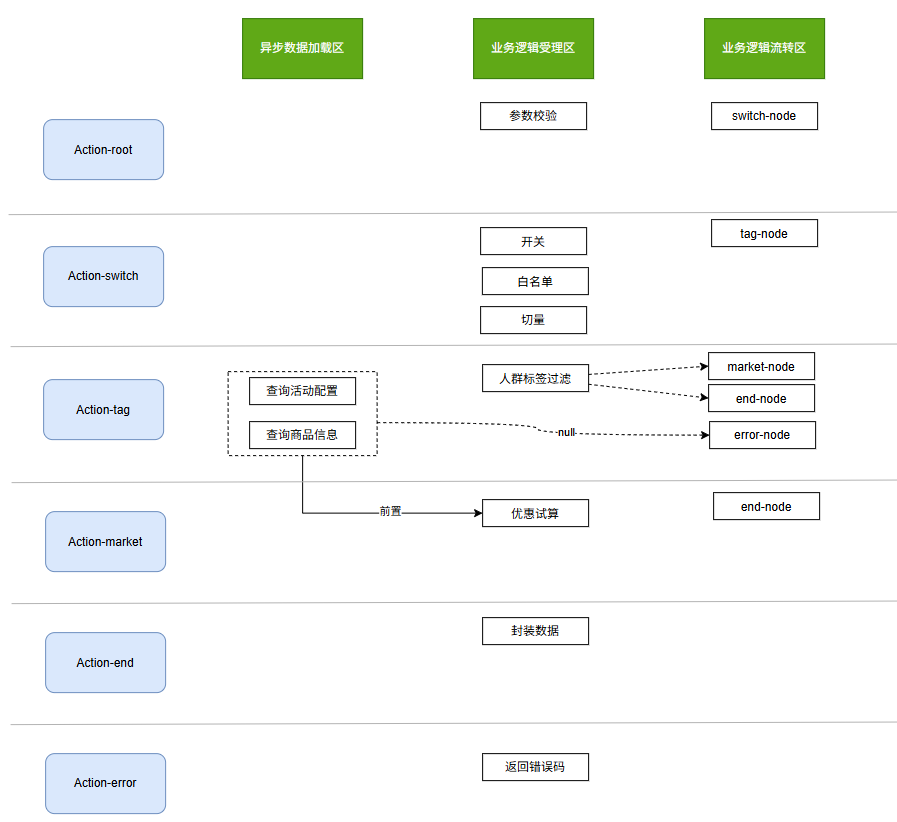 异步数据加载区
业务逻辑受理区
业务逻辑流转区
Action-root
参数校验
switch-node
Action-switch
开关
白名单
切量
tag-node
Action-tag
查询活动配置
查询商品信息
人群标签过滤
market-node
end-node
null
error-node
Action-market
前置
优惠试算
end-node
Action-end
封装数据
Action-error
返回错误码